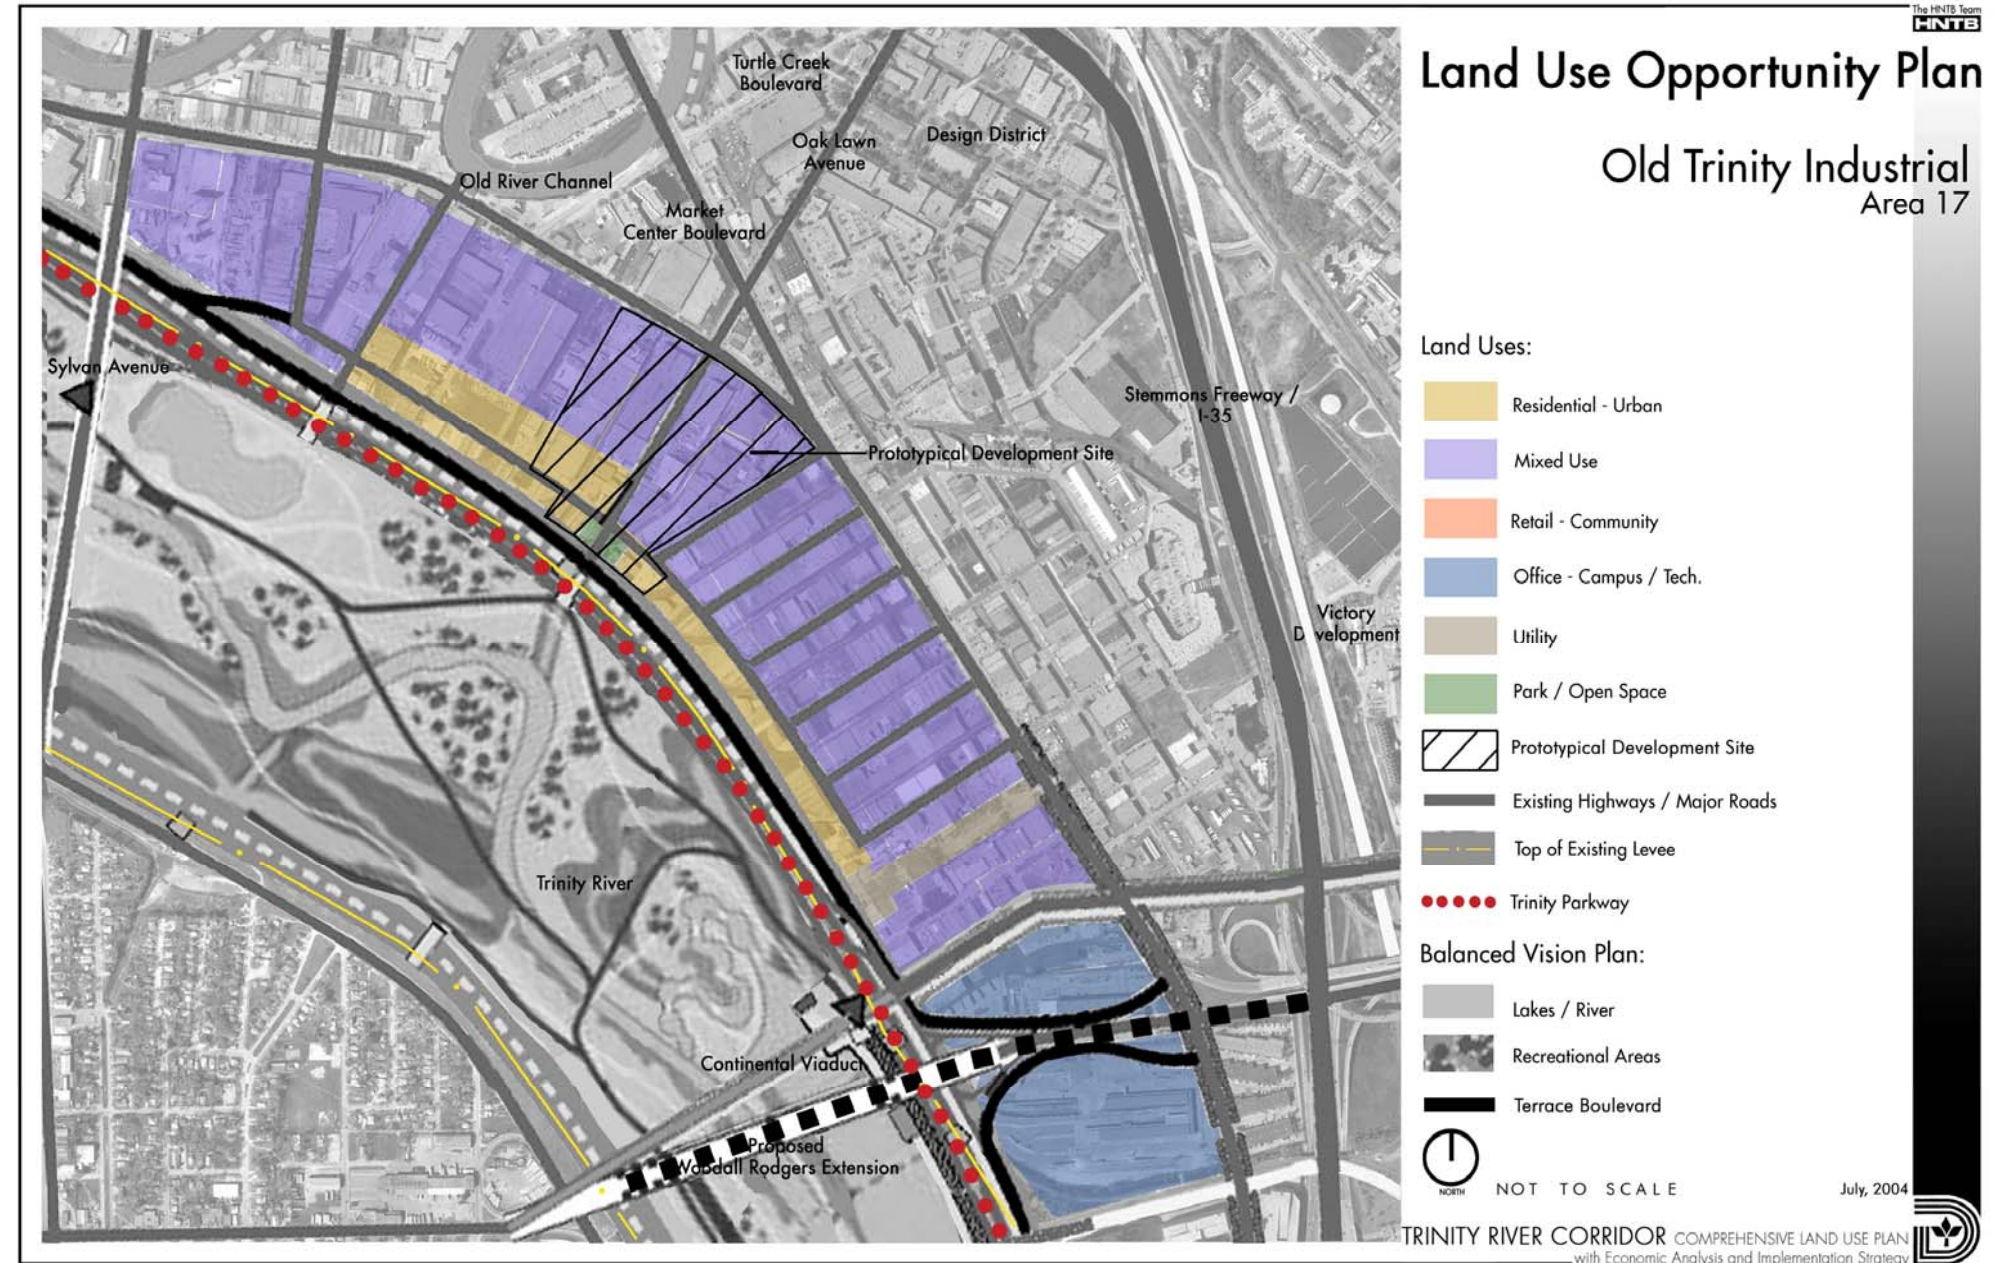 The HNTB Team
HNTB
Land Use Opportunity Plan
Old Trinity Industrial
Area 17
Turtle Creek
Boulevard
Oak Lawn
Avenue
Design District
Old River Channel
Market
Center Boulevard
Sylvan Avenue
Stemmons Freeway /
I-35
Prototypical Development Site
Victory
Development
Trinity River
Continental Viaduct
Proposed
Woodall Rodgers Extension
Land Uses:
Residential - Urban
Mixed Use
Retail - Community
Office - Campus / Tech.
Utility
Park / Open Space
Prototypical Development Site
Existing Highways / Major Roads
Top of Existing Levee
Trinity Parkway
Balanced Vision Plan:
Lakes / River
Recreational Areas
Terrace Boulevard
NORTH
NOT TO SCALE
July, 2004
TRINITY RIVER CORRIDOR COMPREHENSIVE LAND USE PLAN
with Economic Analysis and Implementation Strategy